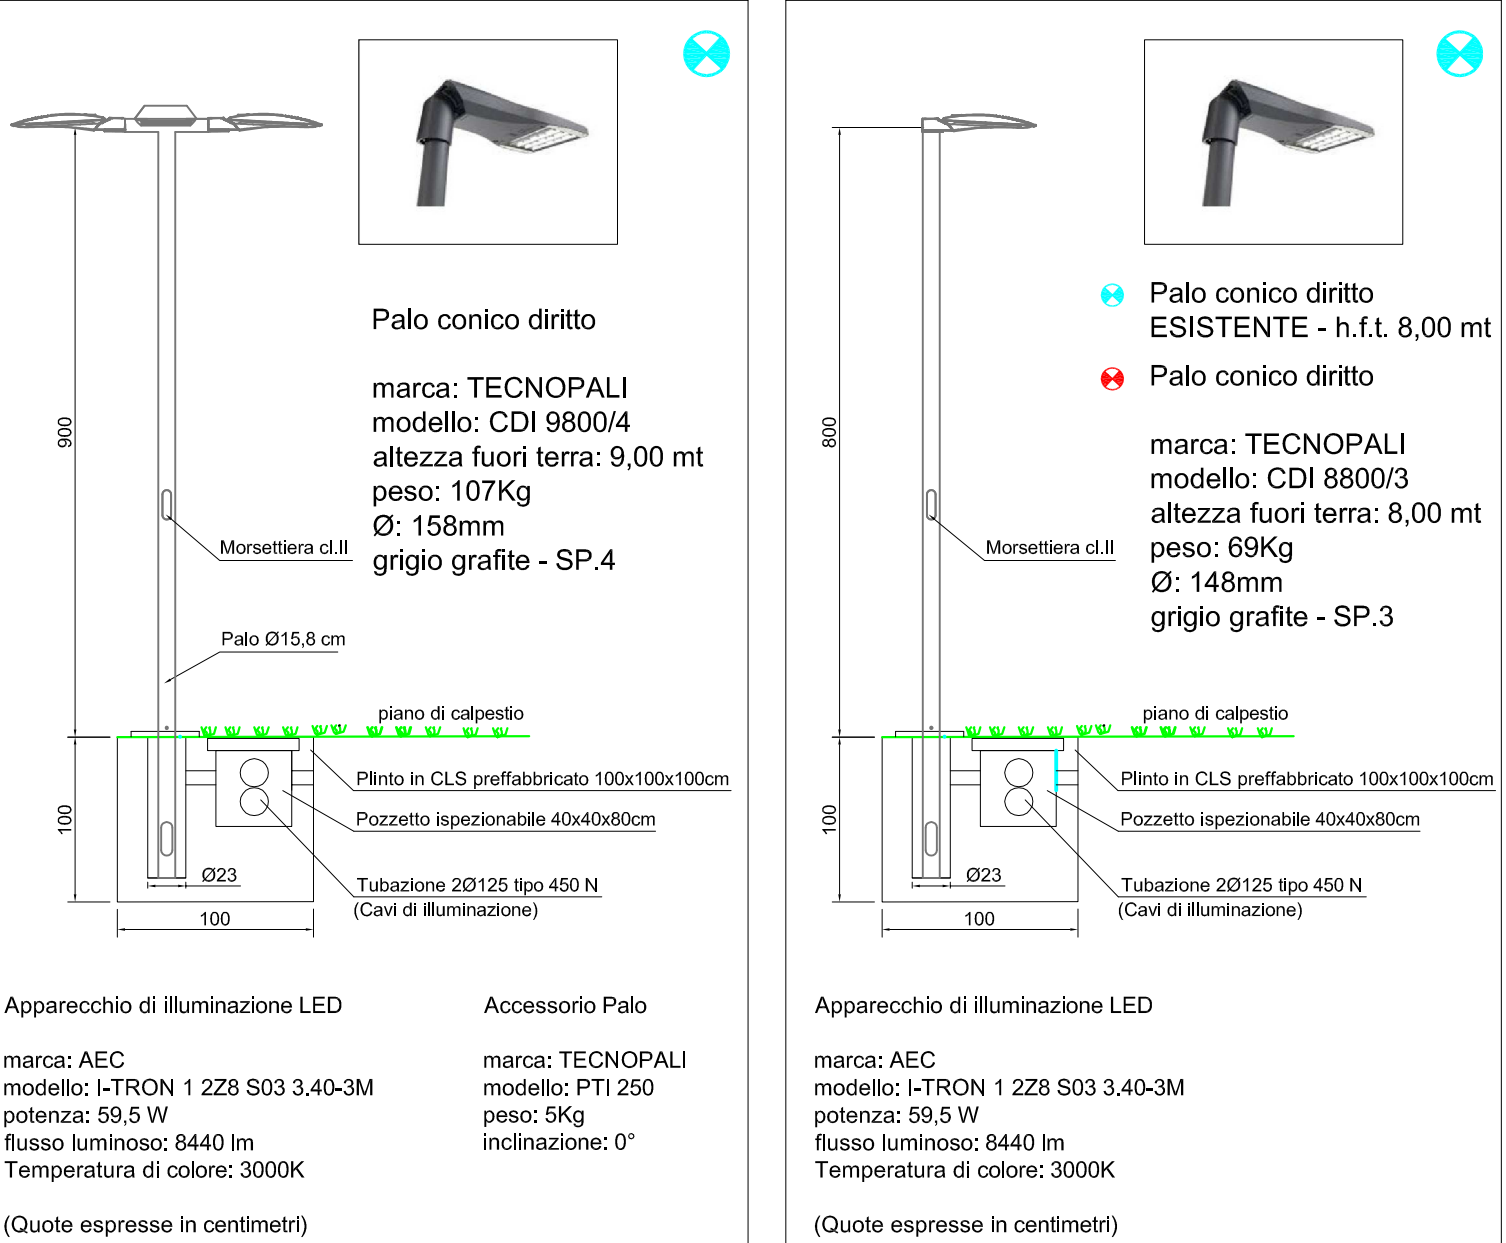 900
Palo conico diritto
marca: TECNOPALI
modello: CDI 9800/4
altezza fuori terra: 9,00 mt
peso: 107Kg
Ø: 158mm
grigio grafite - SP.4
Morsettiera cl.II
Palo Ø15,8 cm
piano di calpestio
Plinto in CLS preffabbricato 100x100x100cm
Pozzetto ispezionabile 40x40x80cm
100
Ø23
Tubazione 2Ø125 tipo 450 N
(Cavi di illuminazione)
100
Apparecchio di illuminazione LED
marca: AEC
modello: I-TRON 1 2Z8 S03 3.40-3M
potenza: 59,5 W
flusso luminoso: 8440 lm
Temperatura di colore: 3000K
(Quote espresse in centimetri)
Accessorio Palo
marca: TECNOPALI
modello: PTI 250
peso: 5Kg
inclinazione: 0°
800
Palo conico diritto
ESISTENTE - h.f.t. 8,00 mt
Palo conico diritto
marca: TECNOPALI
modello: CDI 8800/3
altezza fuori terra: 8,00 mt
peso: 69Kg
Ø: 148mm
grigio grafite - SP.3
Morsettiera cl.II
piano di calpestio
Plinto in CLS preffabbricato 100x100x100cm
Pozzetto ispezionabile 40x40x80cm
100
Ø23
Tubazione 2Ø125 tipo 450 N
(Cavi di illuminazione)
100
Apparecchio di illuminazione LED
marca: AEC
modello: I-TRON 1 2Z8 S03 3.40-3M
potenza: 59,5 W
flusso luminoso: 8440 lm
Temperatura di colore: 3000K
(Quote espresse in centimetri)